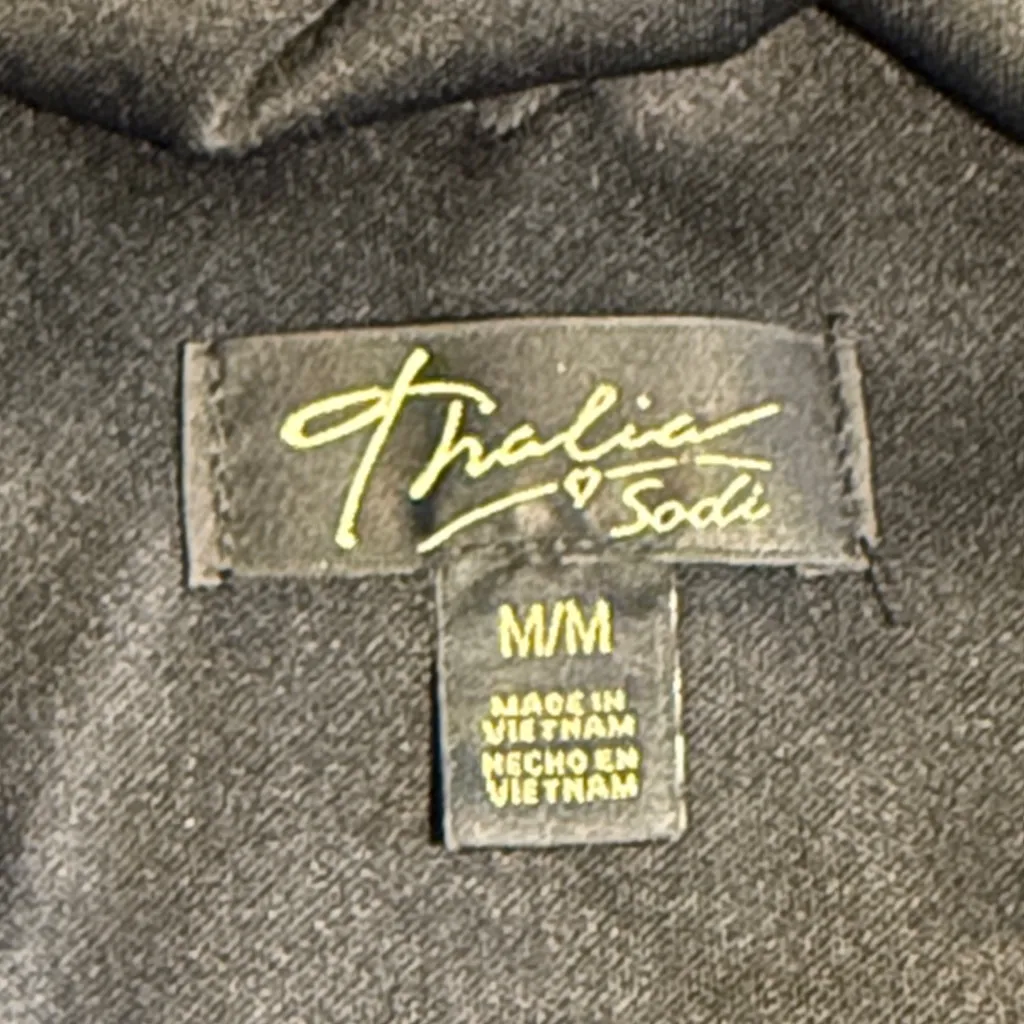 Thalia
Sodi
M/M
MADE IN
VIETNAM
HECHO EN
VIETNAM